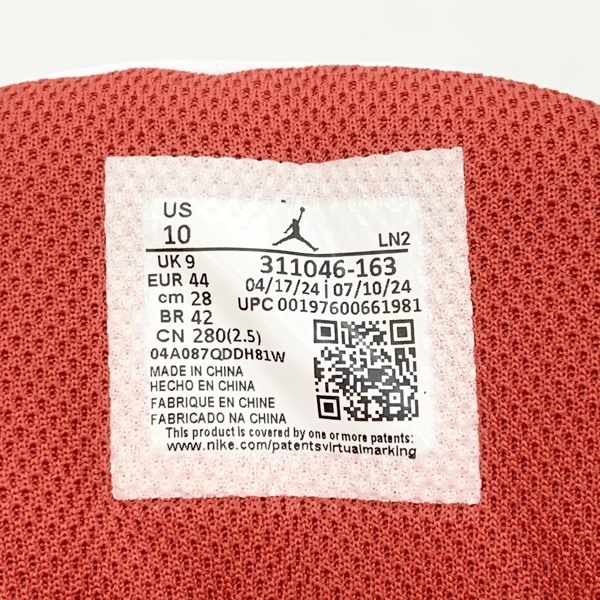 US
10
LN2
UK 9
EUR 44
cm 28
BR 42
CN 280(2.5)
311046-163
04/17/24 | 07/10/24
UPC 00197600661981
04A087QDDH81W
MADE IN CHINA
HECHO EN CHINA
FABRIQUE EN CHINE
FABRICADO NA CHINA
This product is covered by one or more patents:
www.nike.com/patentsvirtualmarking